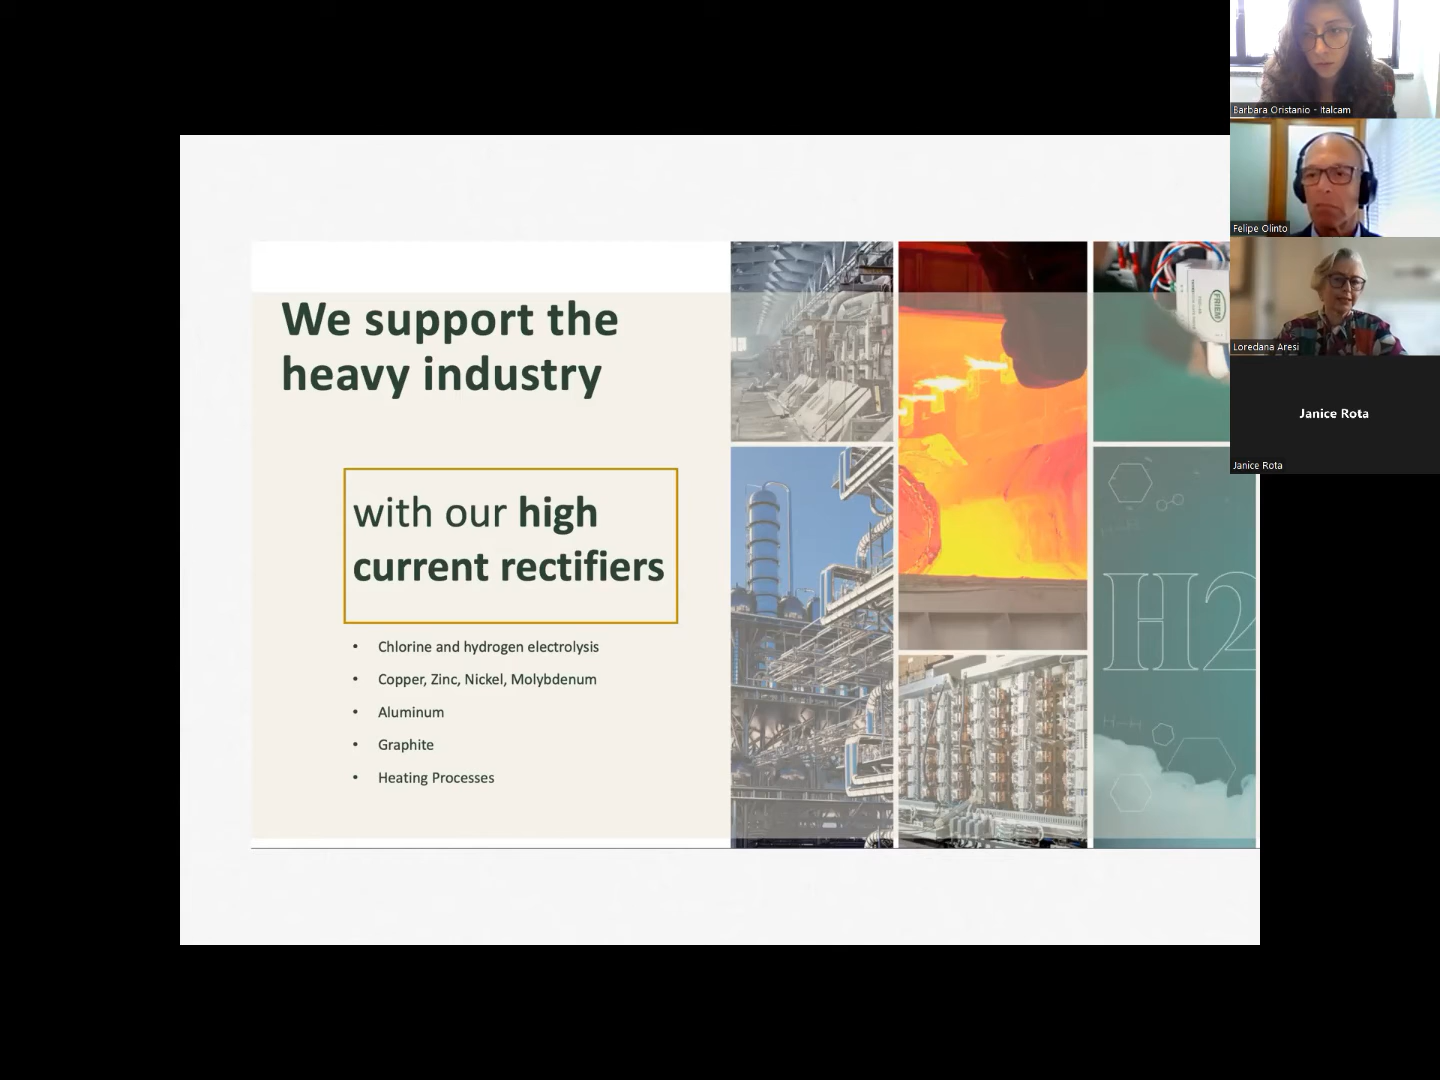 We support the
heavy industry
with our high
current rectifiers
• Chlorine and hydrogen electrolysis
• Copper, Zinc, Nickel, Molybdenum
• Aluminum
• Graphite
• Heating Processes
FRIEM
H2
H-H
Barbara Oristanio - Italcam
Felipe Olinto
Loredana Aresi
Janice Rota
Janice Rota